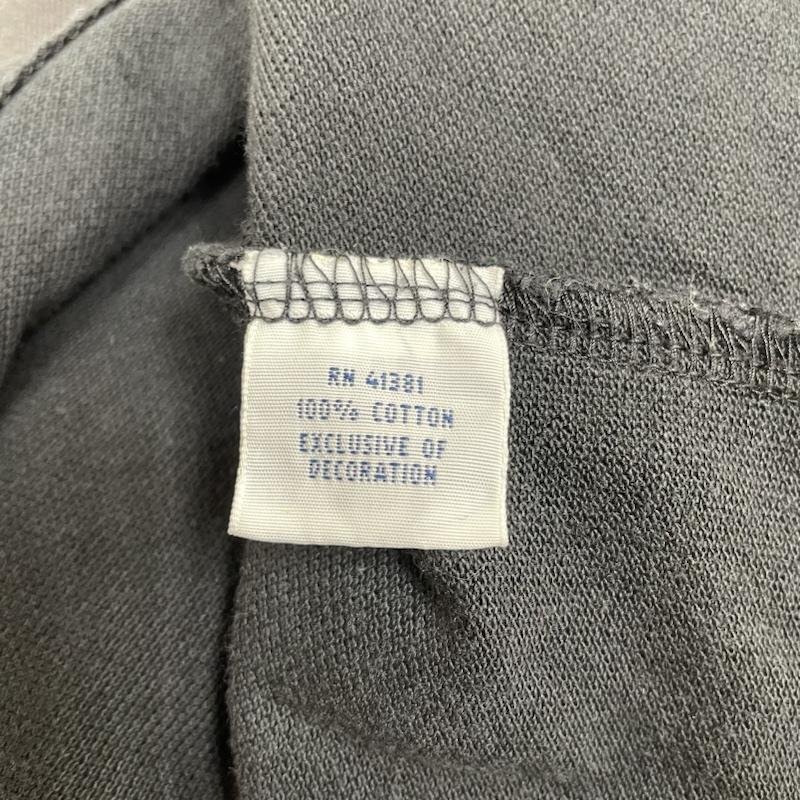 RN 41381
100% COTTON
EXCLUSIVE OF
DECORATION